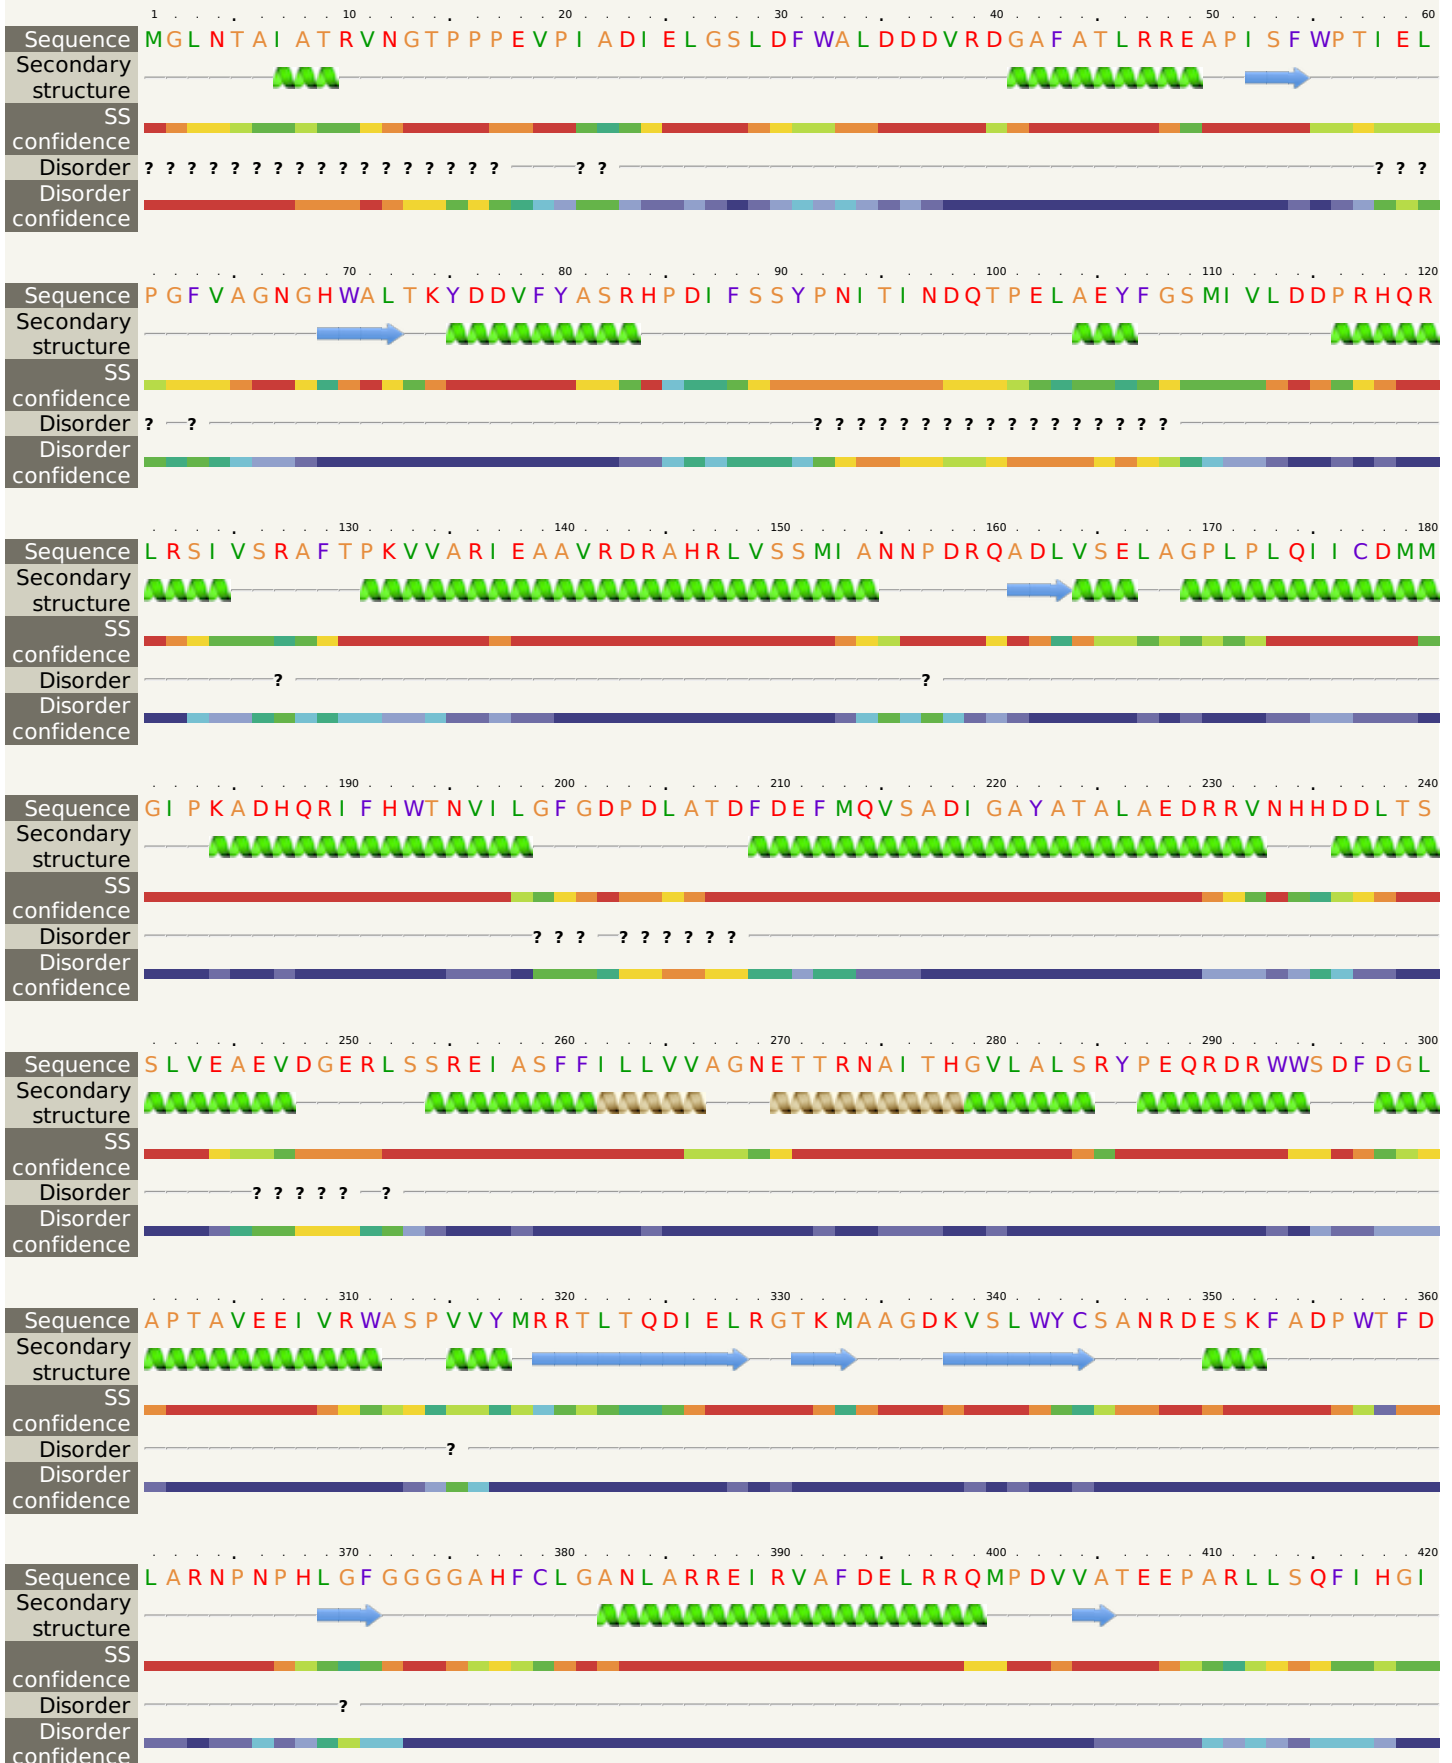 1 10 20 30 40 50 60
Sequence MGLNTAIATRVNGTPPPEVPIADIELGSLDFWALDDDVRDGAFATLRREAPISFWPTIEL
Secondary
structure
SS
confidence
Disorder ? ? ? ? ? ? ? ? ? ? ? ? ? ? ? ? ? ? ? ? ? ?
Disorder
confidence
70 80 90 100 110 120
Sequence PGFVAGNGHWALTKYDDVFYASRHPDIFSSYPNITINDQTPELAEYFGSMIVLDDPRHQR
Secondary
structure
SS
confidence
Disorder ? ? ? ? ? ? ? ? ? ? ? ? ? ? ? ? ? ? ?
Disorder
confidence
130 140 150 160 170 180
Sequence LRSIVSRAFTPKVVARIEAAVRDRAHRLVSSMIANNPDRQADLVSELAGPLPLQIICDMM
Secondary
structure
SS
confidence
Disorder ? ?
Disorder
confidence
190 200 210 220 230 240
Sequence GIPKADHQRIFHWTNVILGFGDPDLATDFDEFMQVSADIGAYATALAEDRRVNHHDDLTS
Secondary
structure
SS
confidence
Disorder ? ? ? ? ? ? ? ? ?
Disorder
confidence
250 260 270 280 290 300
Sequence SLVEAEVDGERLSSREIASFFILLVVAGNETTRNAITHGVLALSRYPEQRDRWWSDFDGL
Secondary
structure
SS
confidence
Disorder ? ? ? ? ? ?
Disorder
confidence
310 320 330 340 350 360
Sequence APTAVEEIVRWASPVVYMRRTLTQDIELRGTKMAAGDKVSLWYCSANRDESKFADPWTFD
Secondary
structure
SS
confidence
Disorder ?
Disorder
confidence
370 380 390 400 410 420
Sequence LARNPNPHLGFGGGGAHFCLGANLARREIRVAFDELRRQMPDVVATEEPARLLSQFIHGI
Secondary
structure
SS
confidence
Disorder ?
Disorder
confidence